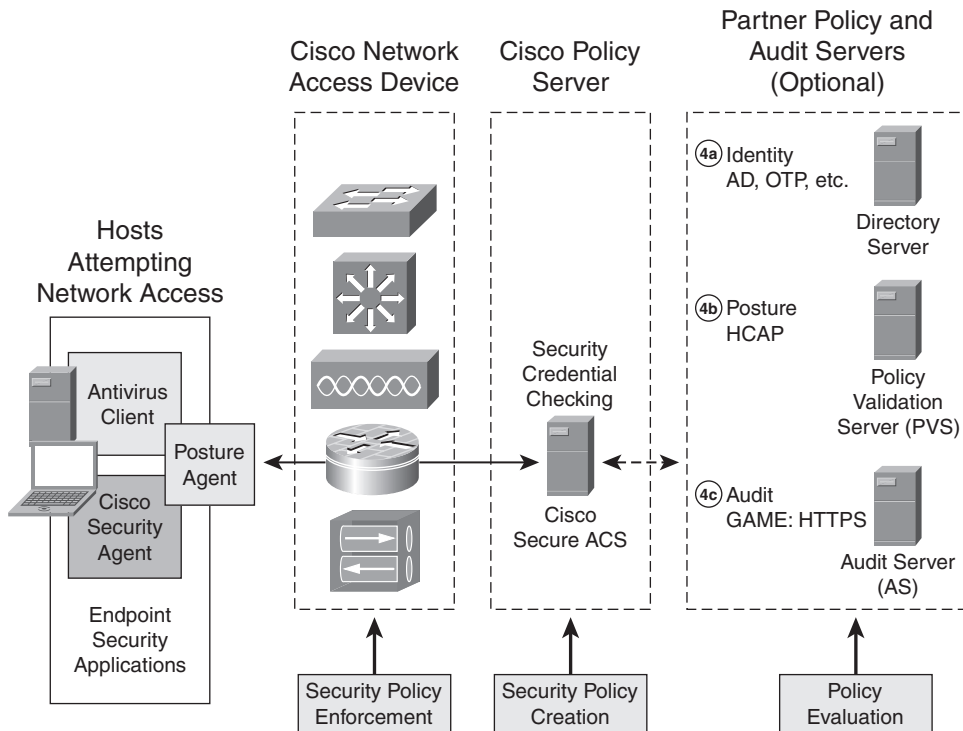 Hosts
Attempting
Network Access
Antivirus
Client
Posture
Agent
Cisco
Security
Agent
Endpoint
Security
Applications
Cisco Network
Access Device
Security Policy
Enforcement
Cisco Policy
Server
Security
Credential
Checking
Cisco
Secure ACS
Security Policy
Creation
Partner Policy and
Audit Servers
(Optional)
4a Identity
AD, OTP, etc.
Directory
Server
4b Posture
HCAP
Policy
Validation
Server (PVS)
4c Audit
GAME: HTTPS
Audit Server
(AS)
Policy
Evaluation